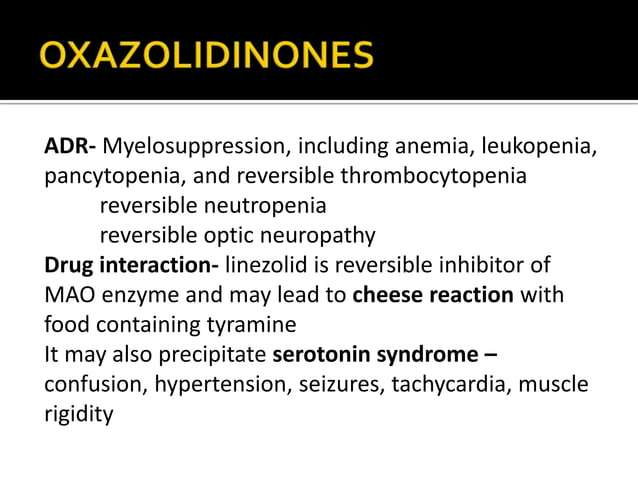 OXAZOLIDINONES
ADR- Myelosuppression, including anemia, leukopenia,
pancytopenia, and reversible thrombocytopenia
reversible neutropenia
reversible optic neuropathy
Drug interaction- linezolid is reversible inhibitor of
MAO enzyme and may lead to cheese reaction with
food containing tyramine
It may also precipitate serotonin syndrome –
confusion, hypertension, seizures, tachycardia, muscle
rigidity